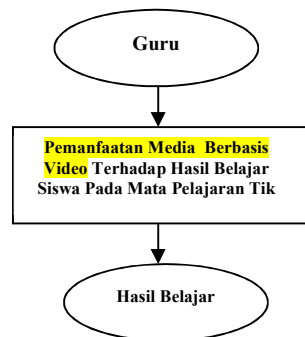 Guru
Pemanfaatan Media Berbasis
Video Terhadap Hasil Belajar
Siswa Pada Mata Pelajaran Tik
Hasil Belajar